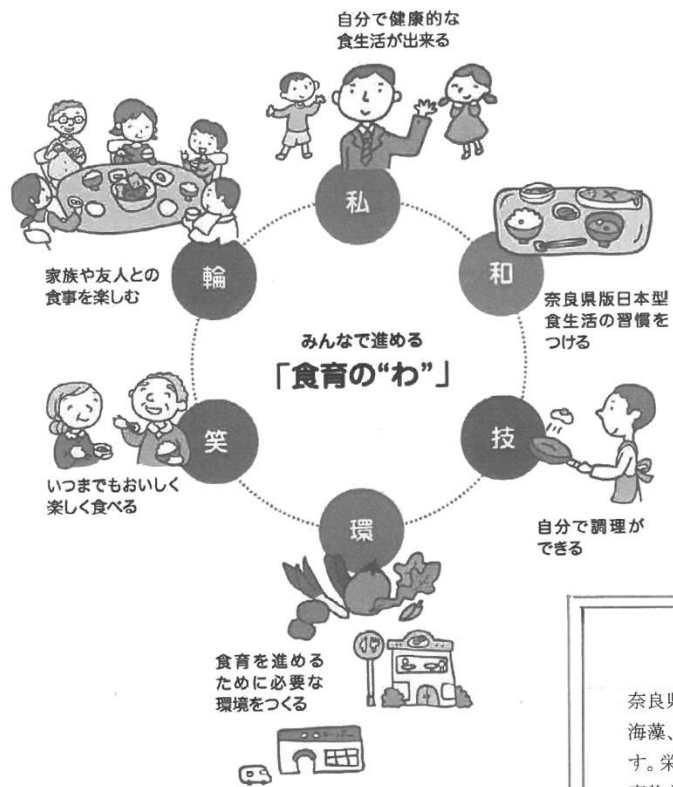 自分で健康的な
食生活が出来る
私
和
奈良県版日本型
食生活の習慣を
つける
技
自分で調理が
できる
環
食育を進める
ために必要な
環境をつくる
笑
いつまでもおいしく
楽しく食べる
輪
家族や友人との
食事を楽しむ
みんなで進める
「食育の“わ”」
奈良県
海藻、
す。栄